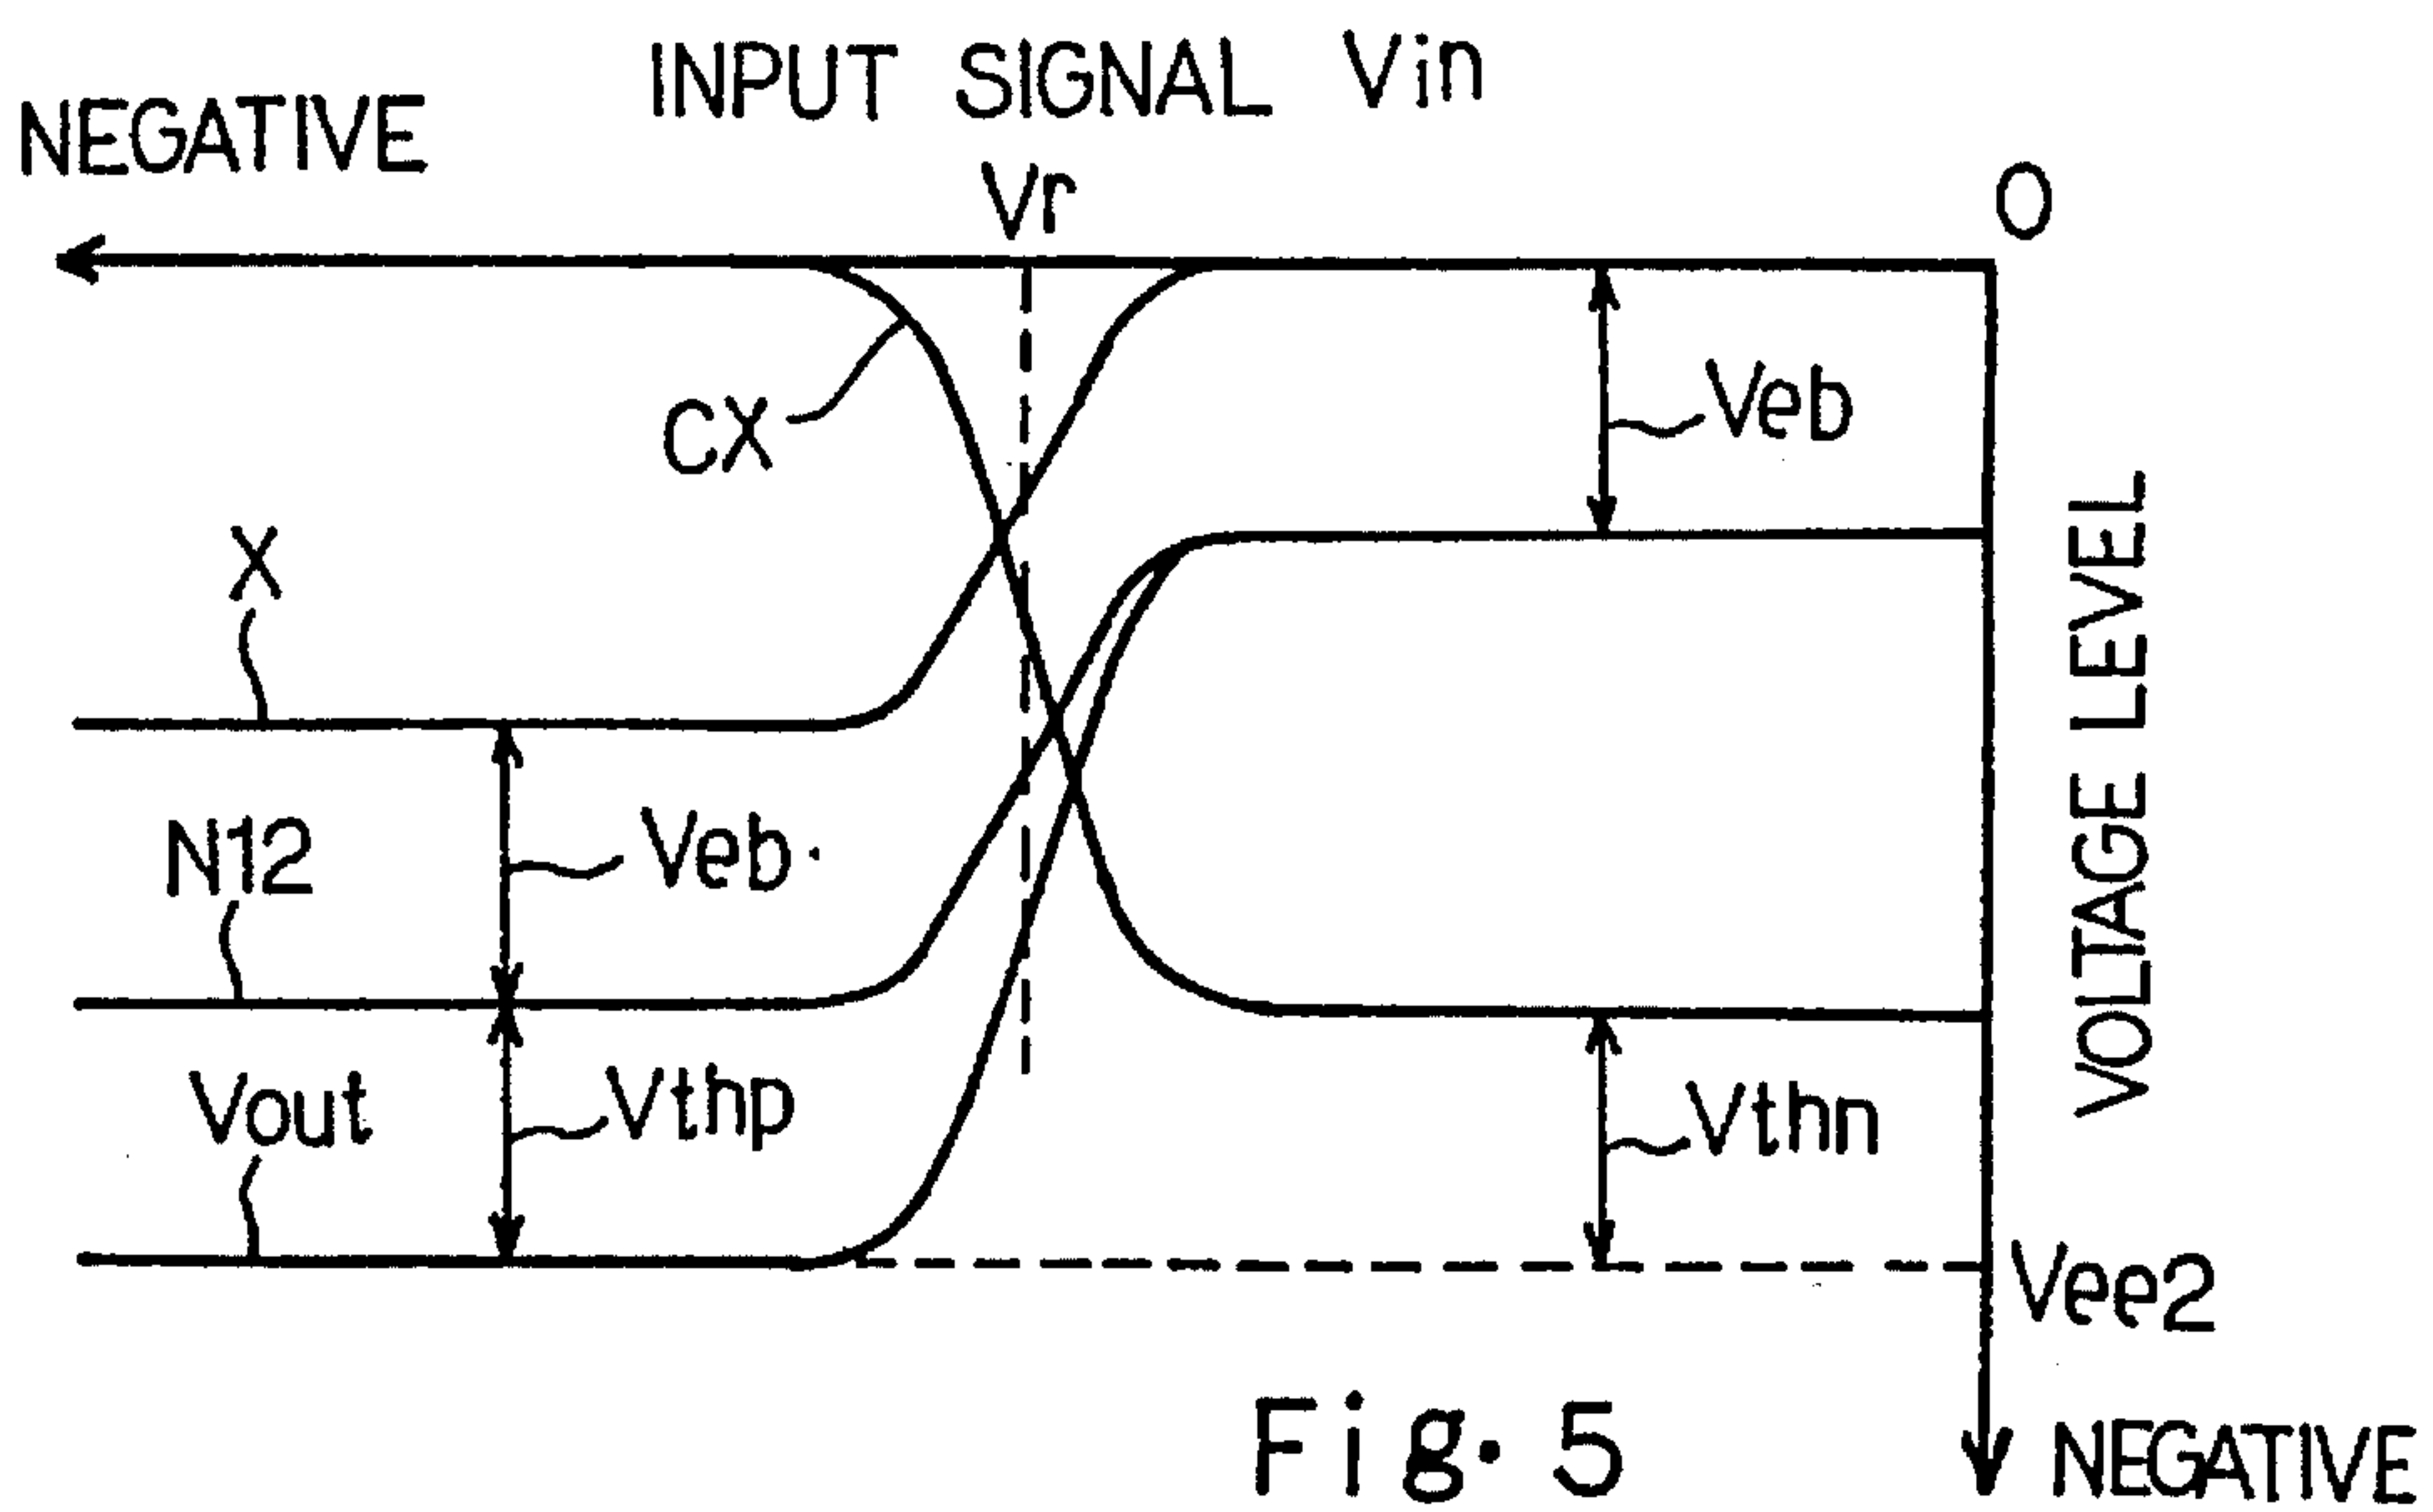 INPUT SIGNAL Vin
NEGATIVE
Vr
O
CX
Veb
X
VOLTAGE LEVEL
N12
Veb
Vout
Vthp
Vthn
Vee2
Fig. 5
NEGATIVE